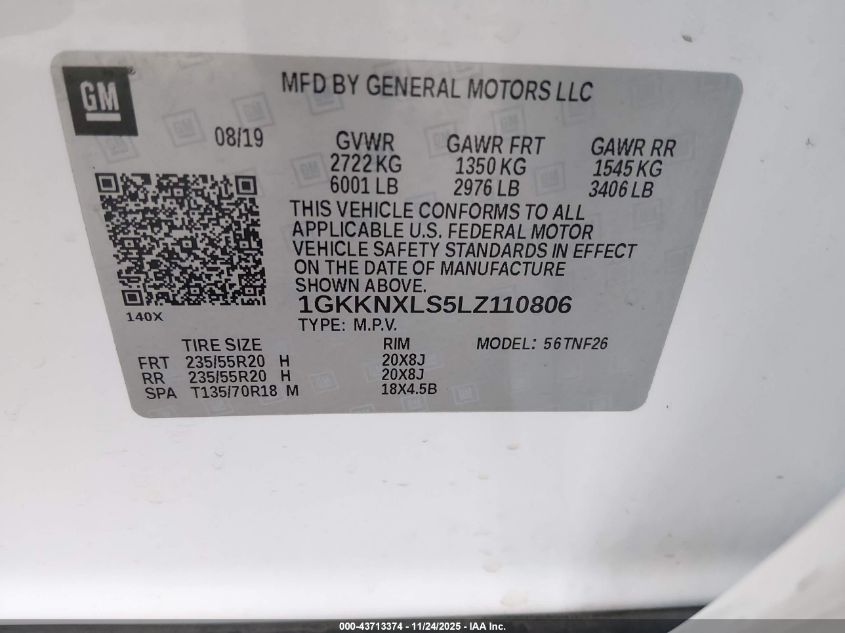 GM
MFD BY GENERAL MOTORS LLC
08/19
GVWR GAWR FRT GAWR RR
2722 KG 1350 KG 1545 KG
6001 LB 2976 LB 3406 LB
THIS VEHICLE CONFORMS TO ALL
APPLICABLE U.S. FEDERAL MOTOR
VEHICLE SAFETY STANDARDS IN EFFECT
ON THE DATE OF MANUFACTURE
SHOWN ABOVE.
1GKKNXLS5LZ110806
140X
TYPE: M.P.V.
TIRE SIZE RIM MODEL: 56TNF26
FRT 235/55R20 H 20X8J
RR 235/55R20 H 20X8J
SPA T135/70R18 M 18X4.5B
000-43713374 - 11/24/2025 - IAA Inc.